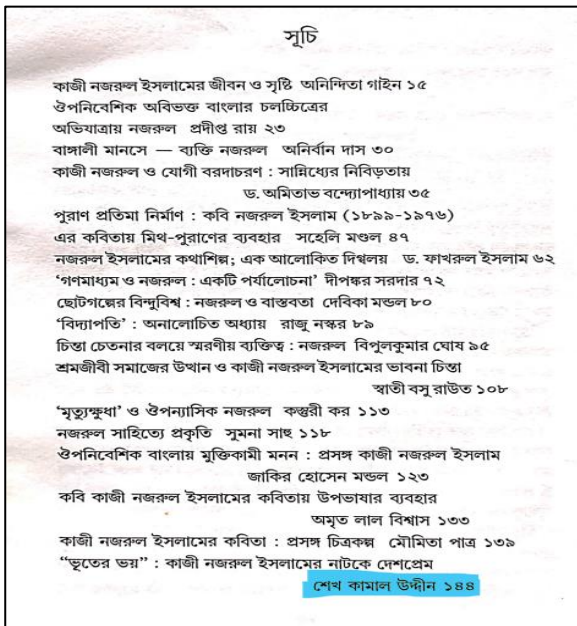 সূচি
কাজী নজরুল ইসলামের জীবন ও সৃষ্টি অনিন্দিতা গাইন ১৫
ঔপনিবেশিক অবিভক্ত বাংলার চলচ্চিত্রের
অভিযাত্রায় নজরুল প্রদীপ্ত রায় ২৩
বাঙ্গালী মানসে — ব্যক্তি নজরুল অনির্বান দাস ৩০
কাজী নজরুল ও যোগী বরদাচরণ : সান্নিধ্যের নিবিড়তায়
ড. অমিতাভ বন্দ্যোপাধ্যায় ৩৫
পুরাণ প্রতিমা নির্মাণ : কবি নজরুল ইসলাম (১৮৯৯-১৯৭৬)
এর কবিতায় মিথ-পুরাণের ব্যবহার সহেলি মণ্ডল ৪৭
নজরুল ইসলামের কথাশিল্প; এক আলোকিত দিগ্বলয় ড. ফাখরুল ইসলাম ৬২
‘গণমাধ্যম ও নজরুল : একটি পর্যালোচনা’ দীপঙ্কর সরদার ৭২
ছোটগল্পের বিন্দুবিশ্ব : নজরুল ও বাস্তবতা দেবিকা মন্ডল ৮০
‘বিদ্যাপতি’ : অনালোচিত অধ্যায় রাজু নস্কর ৮৯
চিন্তা চেতনার বলয়ে স্মরণীয় ব্যক্তিত্ব : নজরুল বিপুলকুমার ঘোষ ৯৫
শ্রমজীবী সমাজের উত্থান ও কাজী নজরুল ইসলামের ভাবনা চিন্তা
স্বাতী বসু রাউত ১০৮
‘মৃত্যুক্ষুধা’ ও ঔপন্যাসিক নজরুল কস্তুরী কর ১১৩
নজরুল সাহিত্যে প্রকৃতি সুমনা সাহু ১১৮
ঔপনিবেশিক বাংলায় মুক্তিকামী মনন : প্রসঙ্গ কাজী নজরুল ইসলাম
জাকির হোসেন মন্ডল ১২৩
কবি কাজী নজরুল ইসলামের কবিতায় উপভাষার ব্যবহার
অমৃত লাল বিশ্বাস ১৩৩
কাজী নজরুল ইসলামের কবিতা : প্রসঙ্গ চিত্রকল্প মৌমিতা পাত্র ১৩৯
“ভূতের ভয়” : কাজী নজরুল ইসলামের নাটকে দেশপ্রেম
শেখ কামাল উদ্দীন ১৪৪